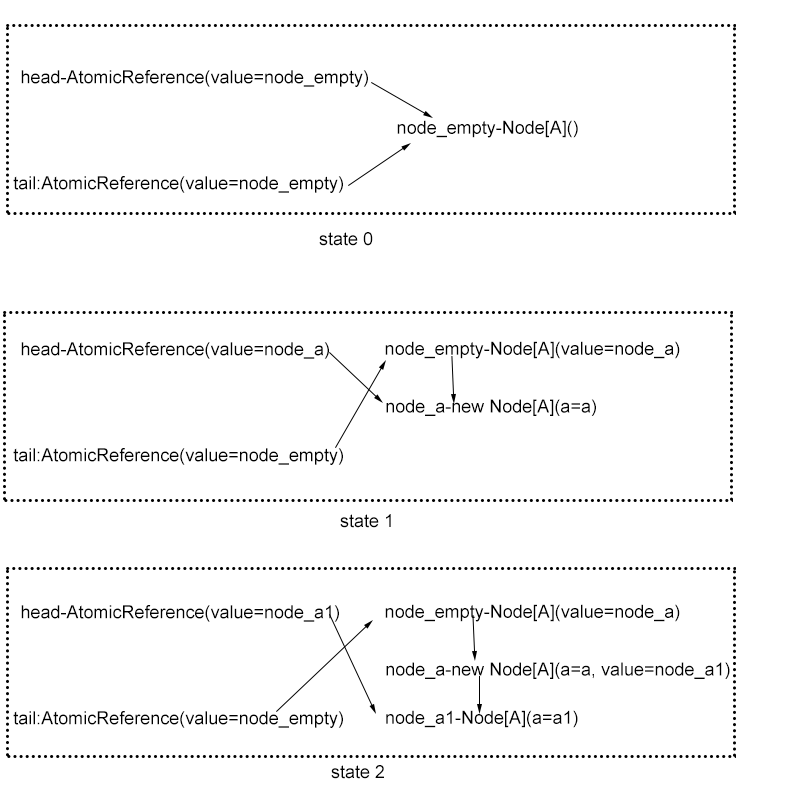 head-AtomicReference(value=node_empty)
node_empty-Node[A]()
tail:AtomicReference(value=node_empty)
state 0
head-AtomicReference(value=node_a)
node_empty-Node[A](value=node_a)
node_a-new Node[A](a=a)
tail:AtomicReference(value=node_empty)
state 1
head-AtomicReference(value=node_a1)
node_empty-Node[A](value=node_a)
node_a-new Node[A](a=a, value=node_a1)
tail:AtomicReference(value=node_empty)
node_a1-Node[A](a=a1)
state 2